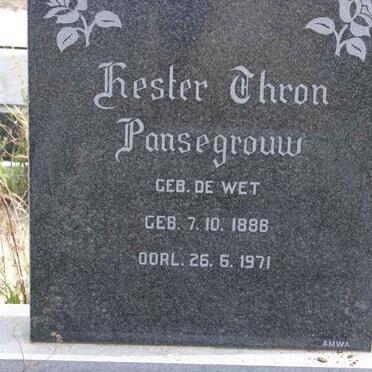 Hester Thron
Pansegrouw
GEB. DE WET
GEB. 7. 10. 1888
OORL. 26. 6. 1971
AMWA